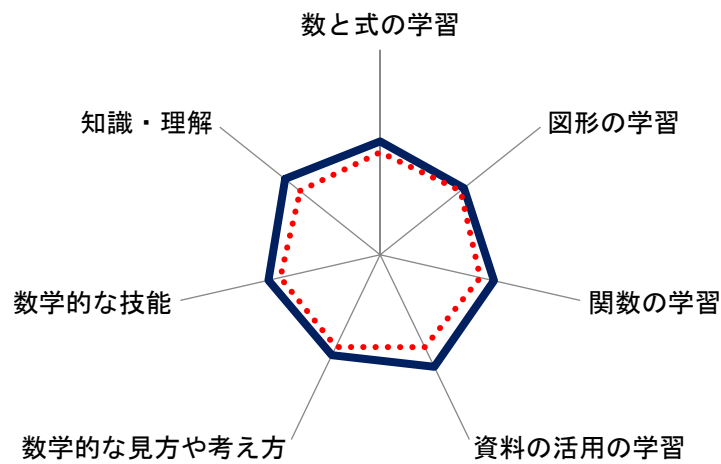 数と式の学習
図形の学習
関数の学習
資料の活用の学習
数学的な見方や考え方
数学的な技能
知識・理解